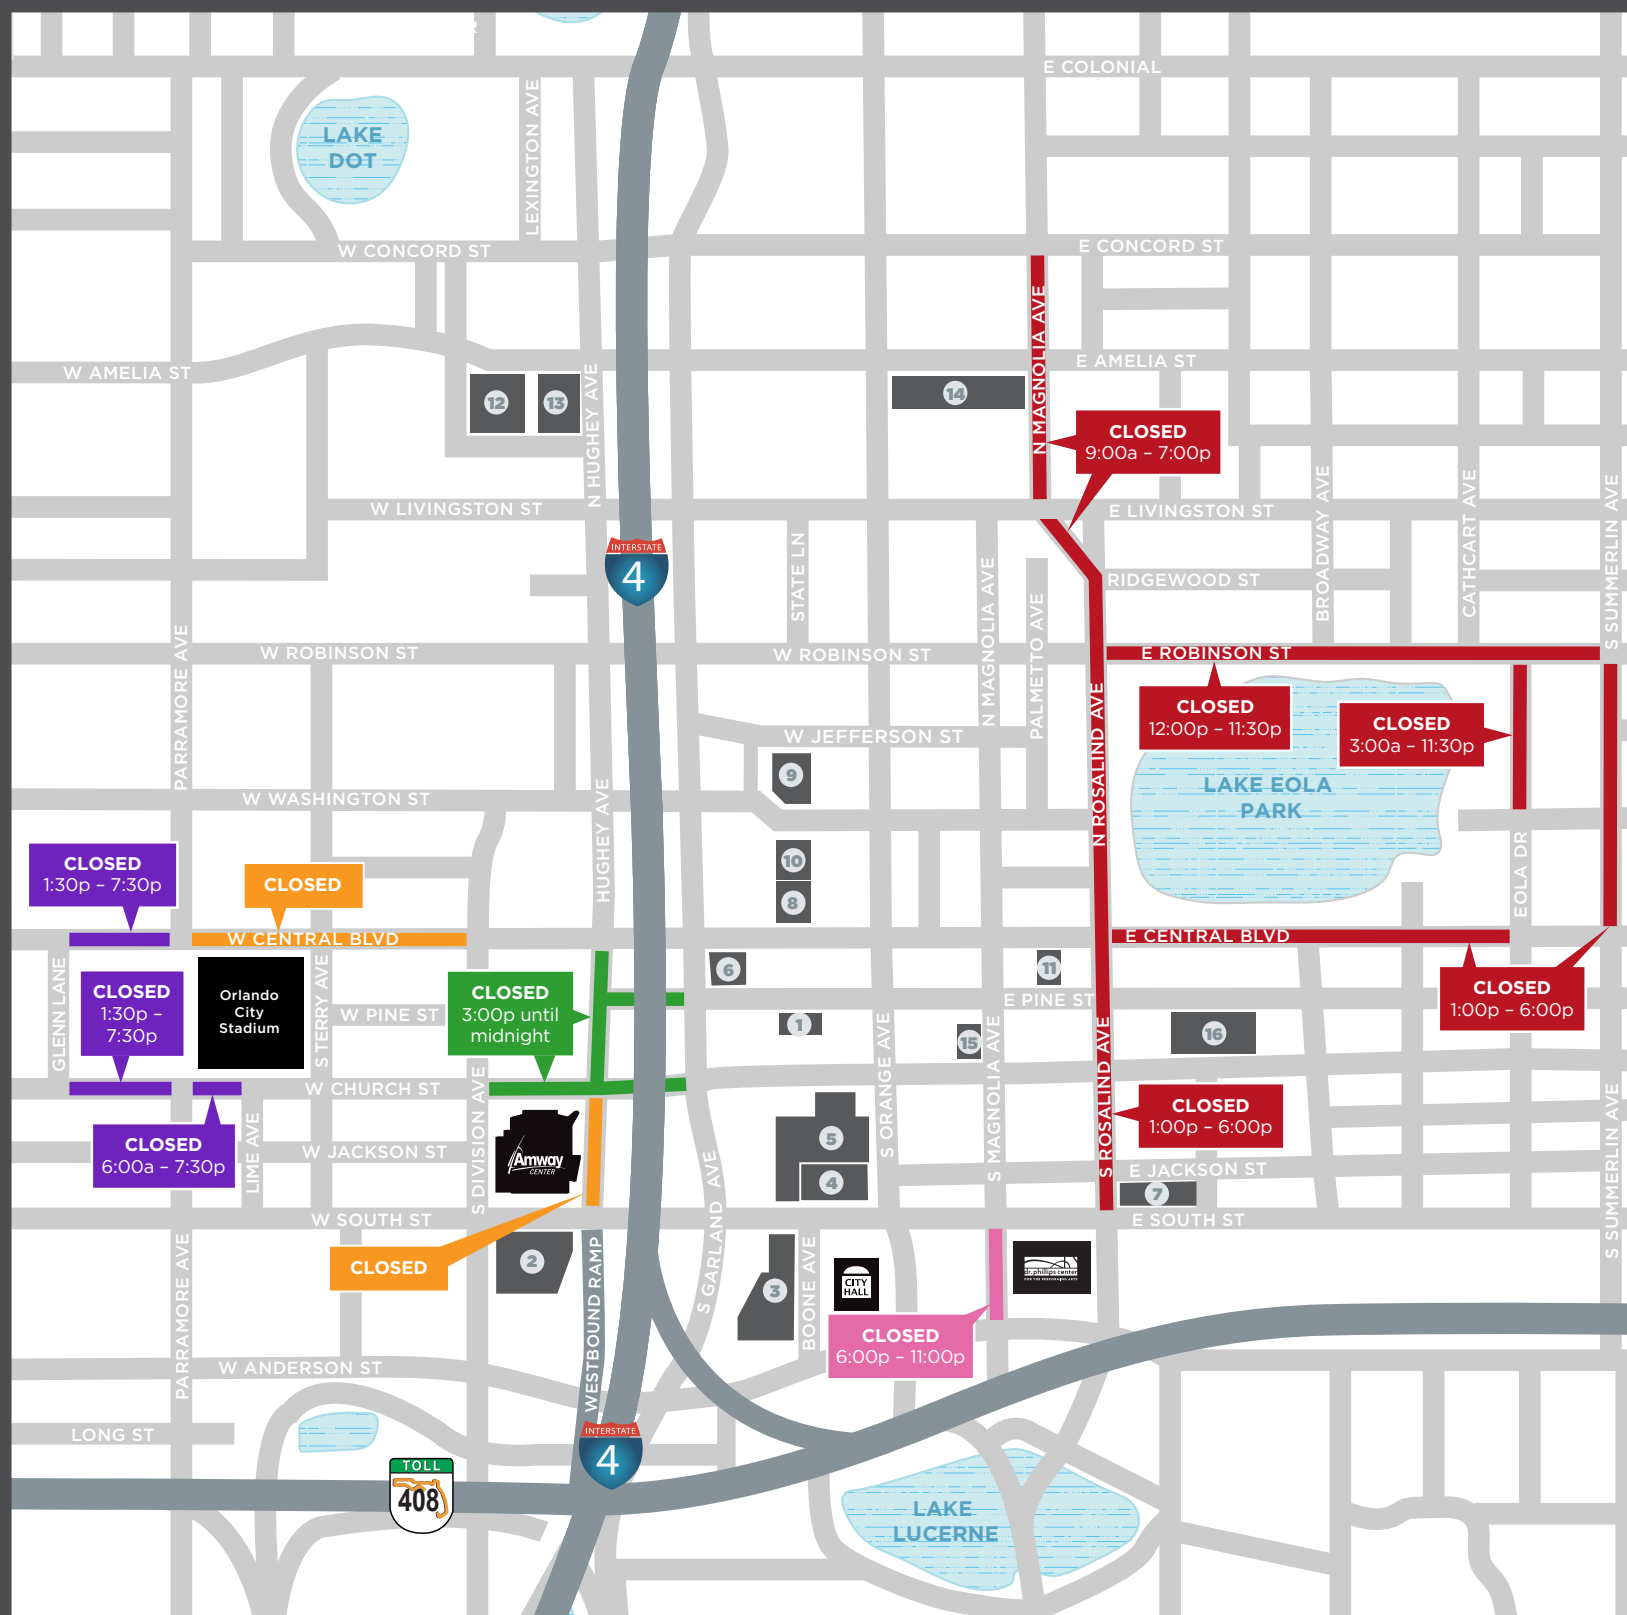 E COLONIAL
LAKE
DOT
LEXINGTON AVE
W CONCORD ST
E CONCORD ST
N MAGNOLIA AVE
W AMELIA ST
E AMELIA ST
12
13
14
N HUGHEY AVE
CLOSED
9:00a – 7:00p
W LIVINGSTON ST
E LIVINGSTON ST
BROADWAY AVE
CATHCART AVE
S SUMMERLIN AVE
INTERSTATE
4
STATE LN
N MAGNOLIA AVE
PALMETTO AVE
RIDGEWOOD ST
PARRAMORE AVE
W ROBINSON ST
W ROBINSON ST
E ROBINSON ST
CLOSED
12:00p – 11:30p
CLOSED
3:00a – 11:30p
N ROSALIND AVE
W JEFFERSON ST
9
LAKE EOLA
PARK
W WASHINGTON ST
HUGHEY AVE
EOLA DR
CLOSED
1:30p – 7:30p
CLOSED
10
8
W CENTRAL BLVD
E CENTRAL BLVD
GLENN LANE
CLOSED
1:30p –
7:30p
Orlando
City
Stadium
S TERRY AVE
W PINE ST
CLOSED
3:00p until
midnight
6
11
E PINE ST
CLOSED
1:00p – 6:00p
1
15
16
S ORANGE AVE
S MAGNOLIA AVE
S ROSALIND AVE
W CHURCH ST
S DIVISION AVE
CLOSED
1:00p – 6:00p
S SUMMERLIN AVE
CLOSED
6:00a – 7:30p
LIME AVE
W JACKSON ST
Amway
CENTER
5
4
E JACKSON ST
7
S GARLAND AVE
W SOUTH ST
E SOUTH ST
CLOSED
2
WESTBOUND RAMP
3
BOONE AVE
CITY
HALL
dr. phillips center
FOR THE PERFORMING ARTS
CLOSED
6:00p – 11:00p
PARRAMORE AVE
W ANDERSON ST
LONG ST
INTERSTATE
4
TOLL
408
LAKE
LUCERNE